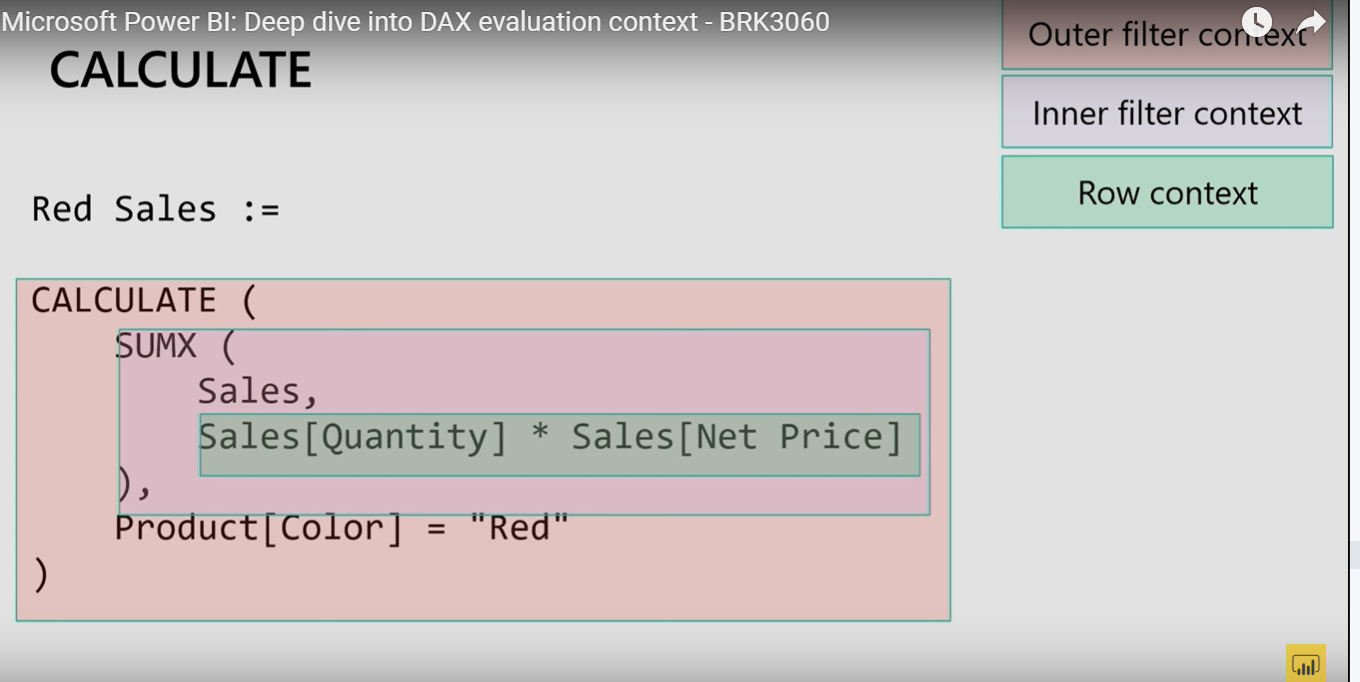 Microsoft Power BI: Deep dive into DAX evaluation context - BRK3060
CALCULATE
Outer filter context
Inner filter context
Row context
Red Sales :=
CALCULATE (
SUMX (
Sales,
Sales[Quantity] * Sales[Net Price]
),
Product[Color] = "Red"
)